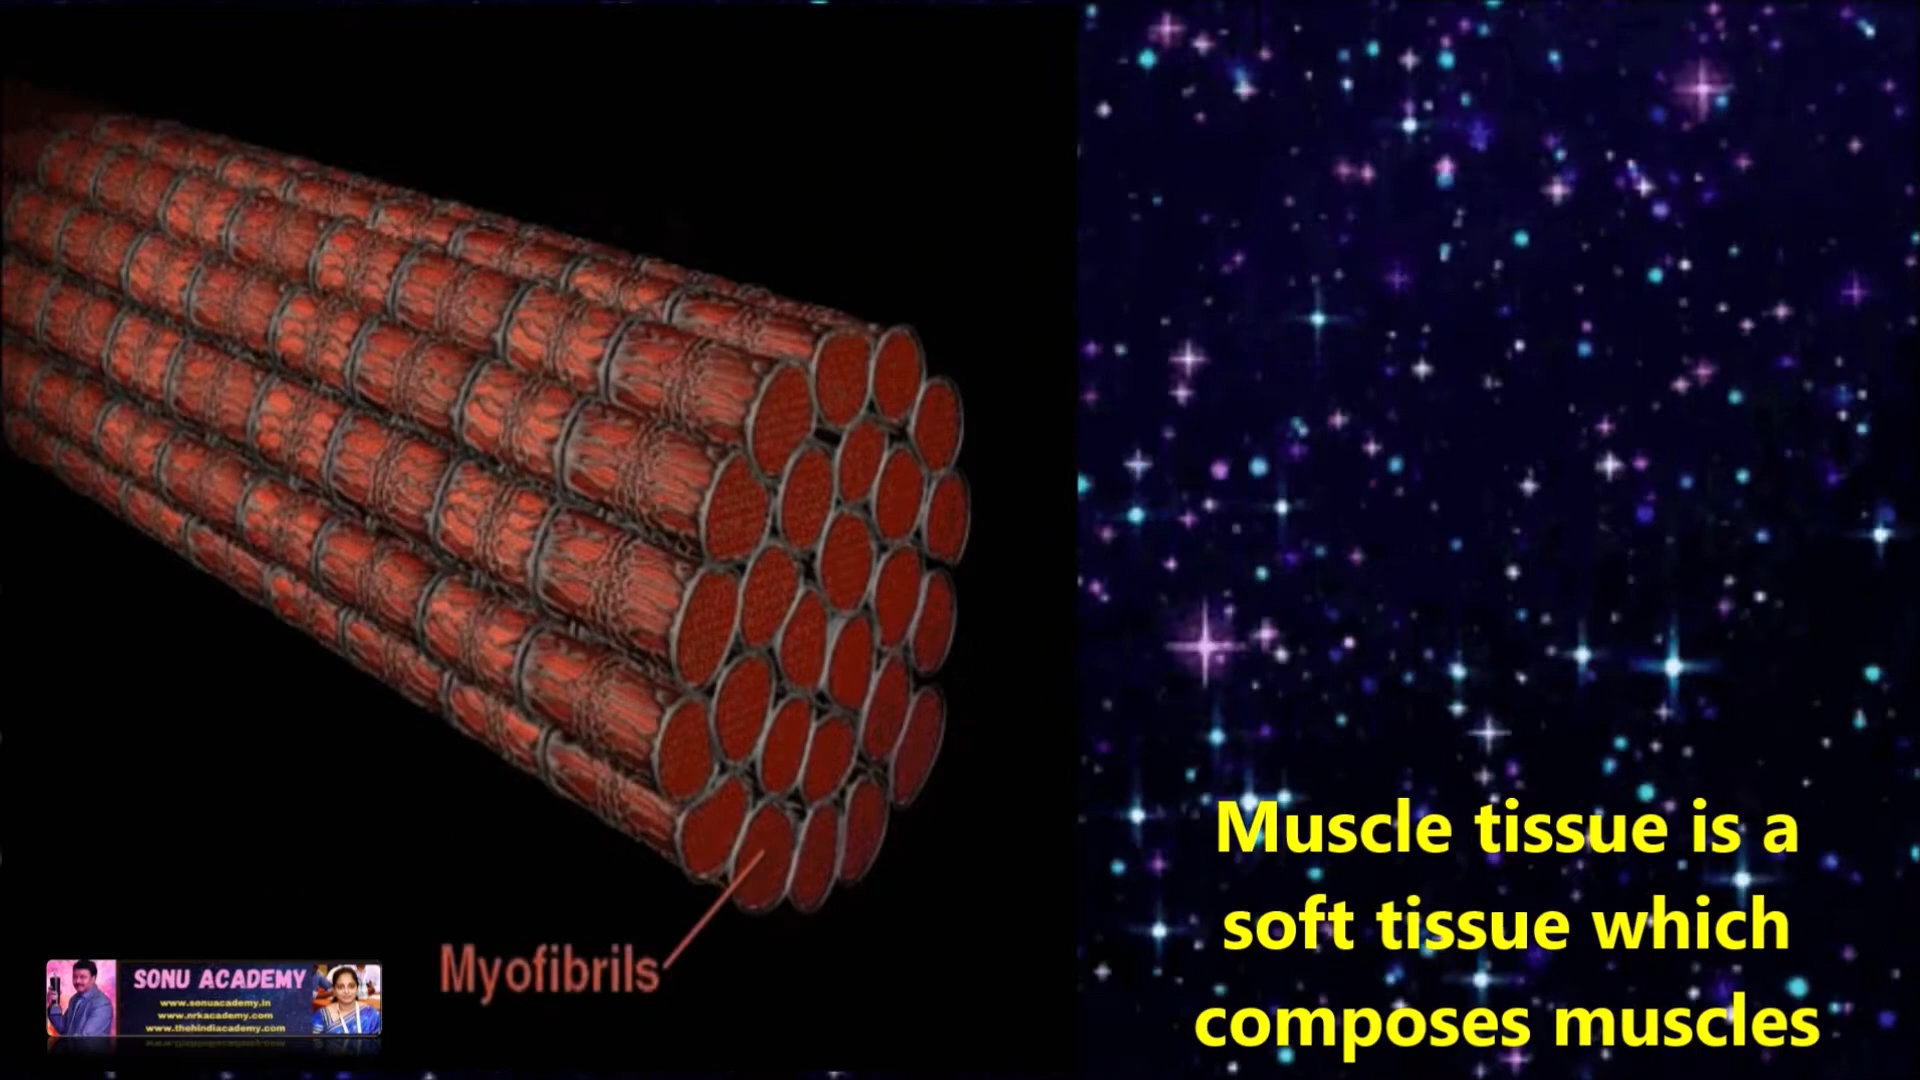 Myofibrils
SONU ACADEMY
www.sonuacademy.in
www.nrkacademy.com
www.thehindiacademy.com
Muscle tissue is a
soft tissue which
composes muscles